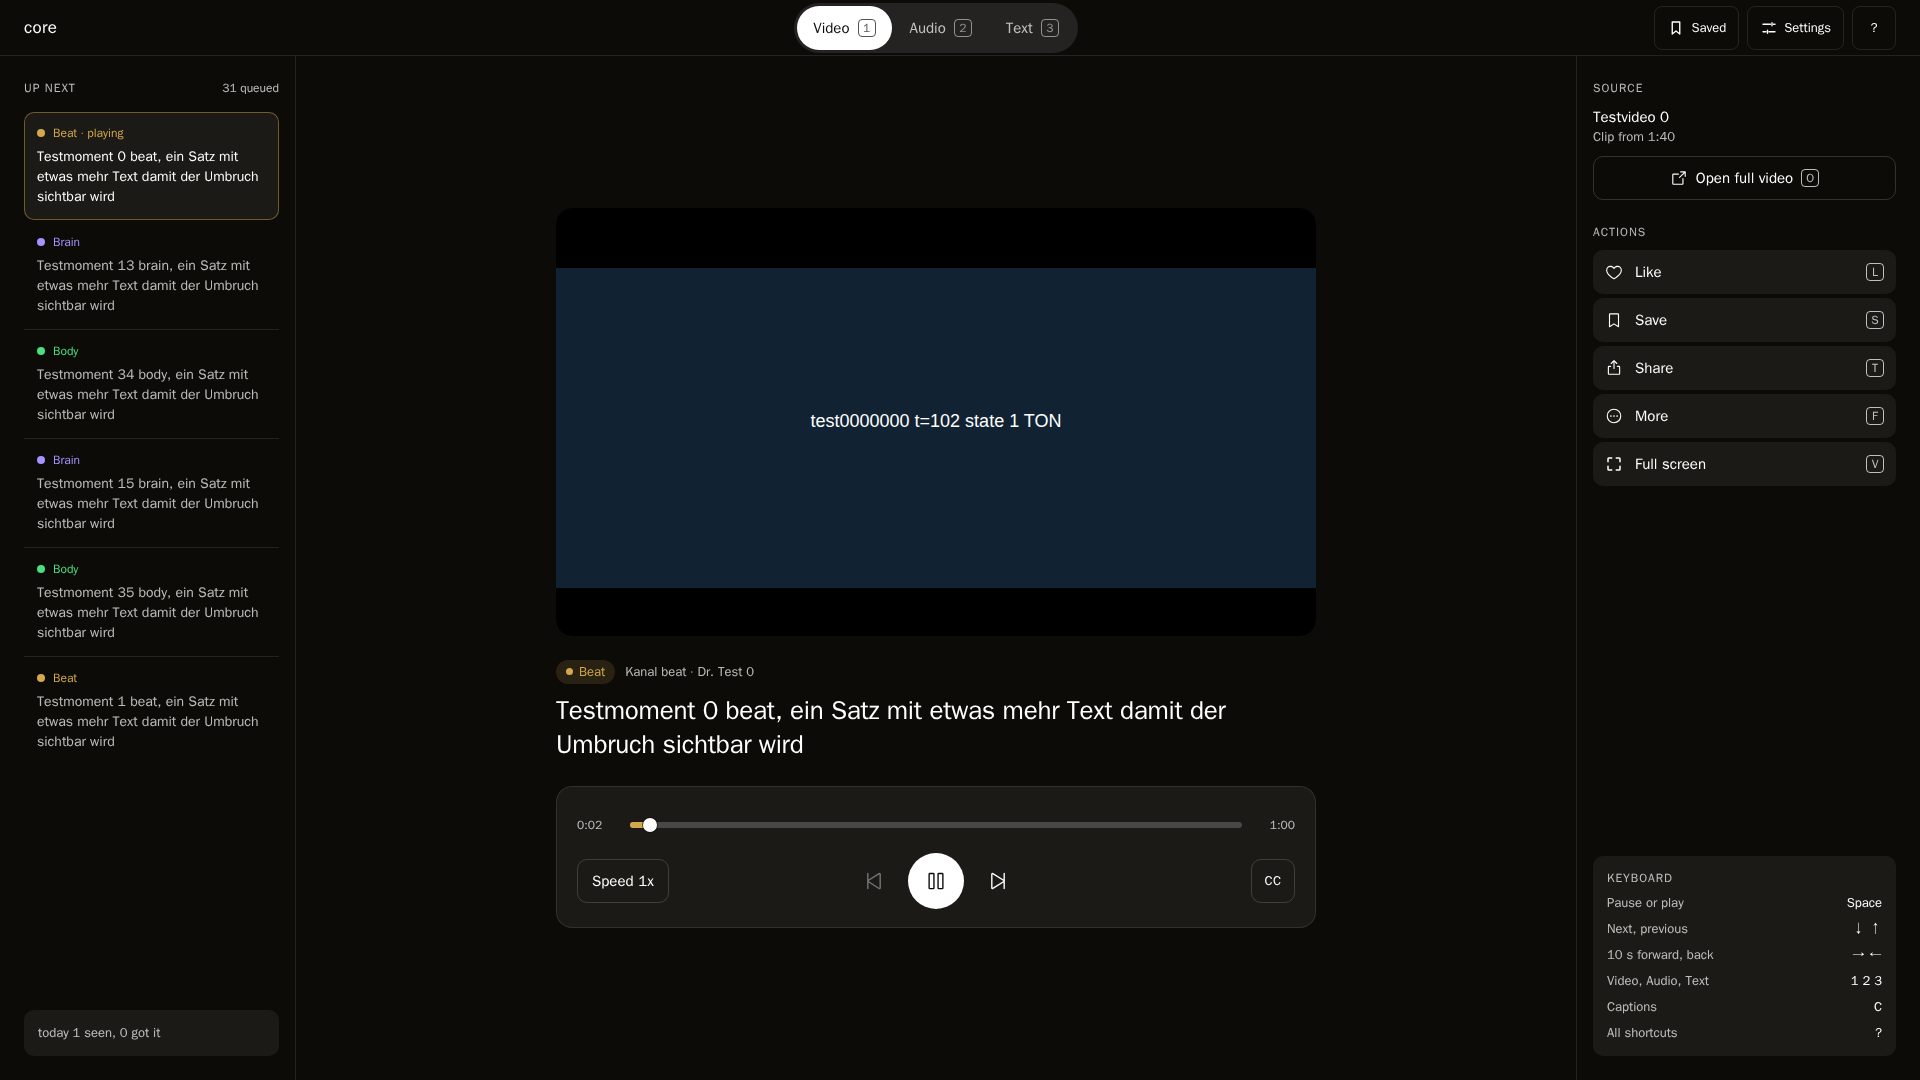 core
Video 1
Audio 2
Text 3
Saved
Settings
?
UP NEXT
31 queued
Beat · playing
Testmoment 0 beat, ein Satz mit
etwas mehr Text damit der Umbruch
sichtbar wird
Brain
Testmoment 13 brain, ein Satz mit
etwas mehr Text damit der Umbruch
sichtbar wird
Body
Testmoment 34 body, ein Satz mit
etwas mehr Text damit der Umbruch
sichtbar wird
Brain
Testmoment 15 brain, ein Satz mit
etwas mehr Text damit der Umbruch
sichtbar wird
Body
Testmoment 35 body, ein Satz mit
etwas mehr Text damit der Umbruch
sichtbar wird
Beat
Testmoment 1 beat, ein Satz mit
etwas mehr Text damit der Umbruch
sichtbar wird
today 1 seen, 0 got it
test0000000 t=102 state 1 TON
Beat
Kanal beat · Dr. Test 0
Testmoment 0 beat, ein Satz mit etwas mehr Text damit der
Umbruch sichtbar wird
0:02
1:00
Speed 1x
CC
SOURCE
Testvideo 0
Clip from 1:40
Open full video O
ACTIONS
Like L
Save S
Share T
More F
Full screen V
KEYBOARD
Pause or play Space
Next, previous ↓ ↑
10 s forward, back → ←
Video, Audio, Text 1 2 3
Captions C
All shortcuts ?